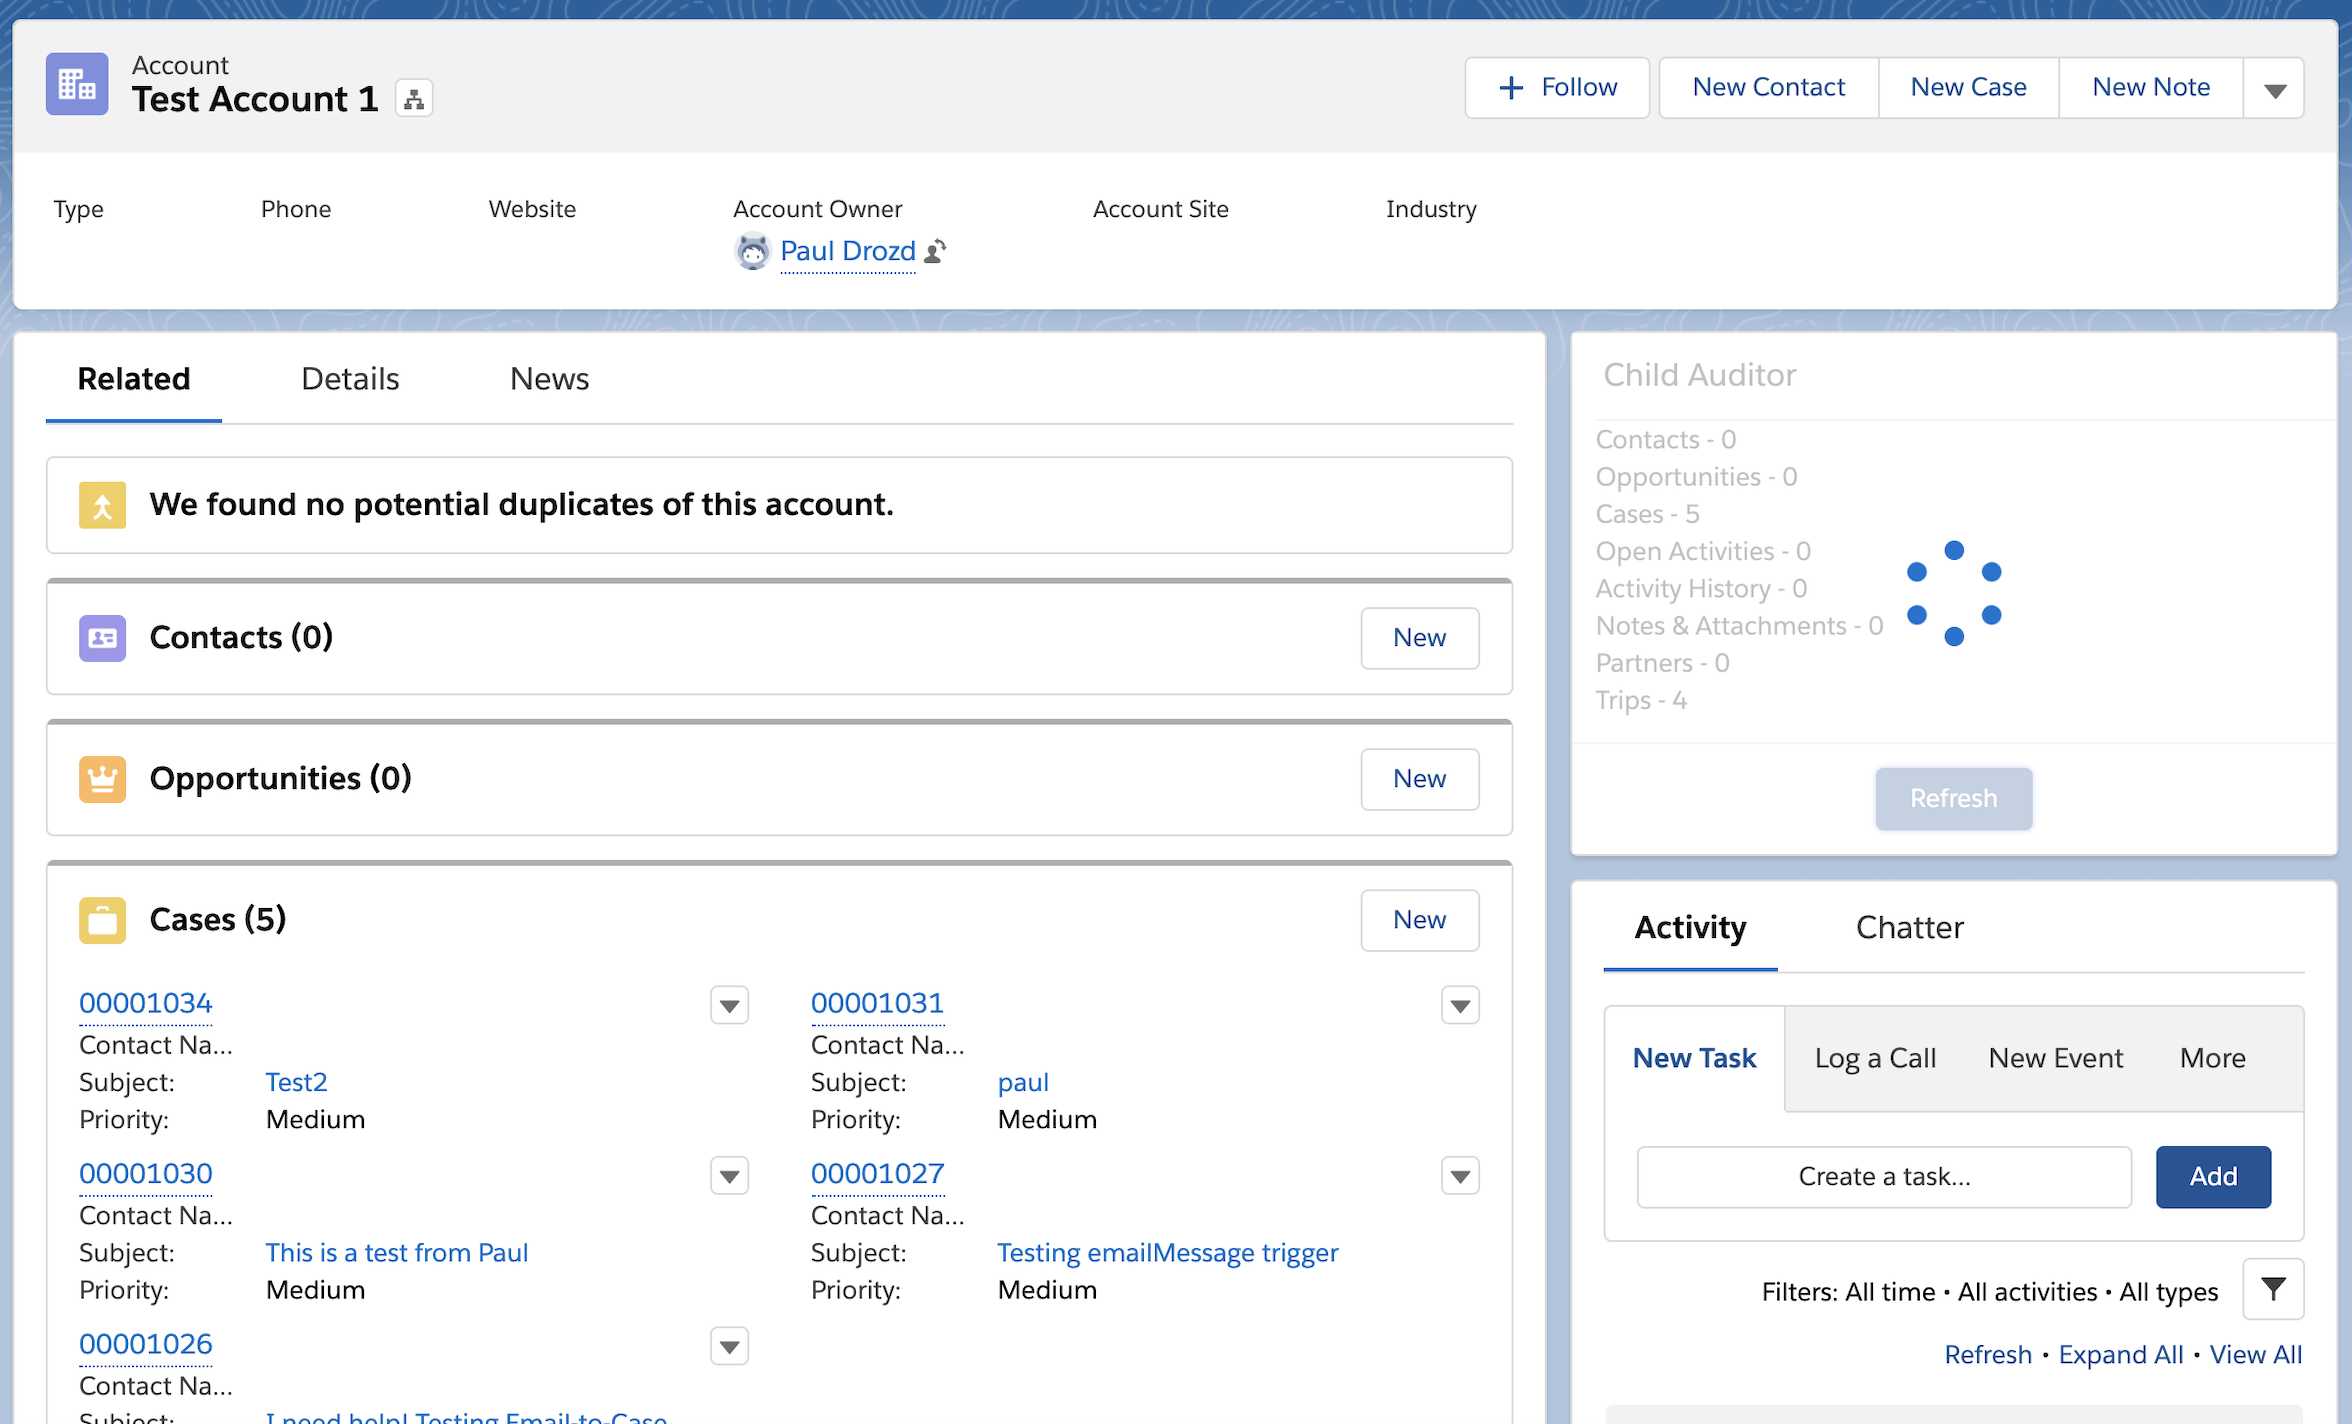 Account
Test Account 1
Follow
New Contact
New Case
New Note
Type
Phone
Website
Account Owner
Account Site
Industry
Paul Drozd
Related
Details
News
We found no potential duplicates of this account.
Contacts (0)
New
Opportunities (0)
New
Cases (5)
New
00001034
Contact Na...
Subject: Test2
Priority: Medium
00001031
Contact Na...
Subject: paul
Priority: Medium
00001030
Contact Na...
Subject: This is a test from Paul
Priority: Medium
00001027
Contact Na...
Subject: Testing emailMessage trigger
Priority: Medium
00001026
Contact Na...
Subject: I need help! Testing Email-to-Case
Child Auditor
Contacts - 0
Opportunities - 0
Cases - 5
Open Activities - 0
Activity History - 0
Notes & Attachments - 0
Partners - 0
Trips - 4
Refresh
Activity
Chatter
New Task
Log a Call
New Event
More
Create a task...
Add
Filters: All time • All activities • All types
Refresh • Expand All • View All